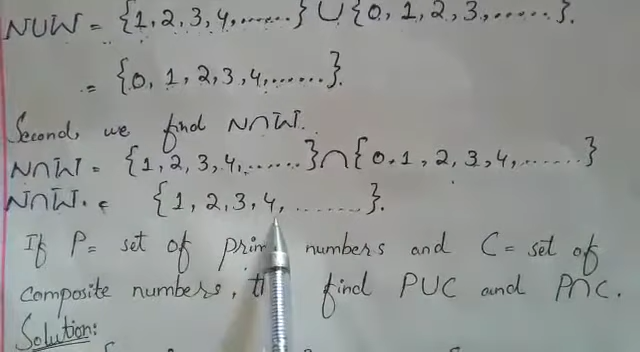 NUW = {1, 2, 3, 4, ......} ∪ {0, 1, 2, 3, ......}.
= {0, 1, 2, 3, 4, ......}.
Second, we find N∩W.
N∩W = {1, 2, 3, 4, ......} ∩ {0.1, 2, 3, 4, ......}
N∩W. = {1, 2, 3, 4, ......}.
If P = set of prim numbers and C = set of
composite numbers, find PUC and P∩C.
Solution: